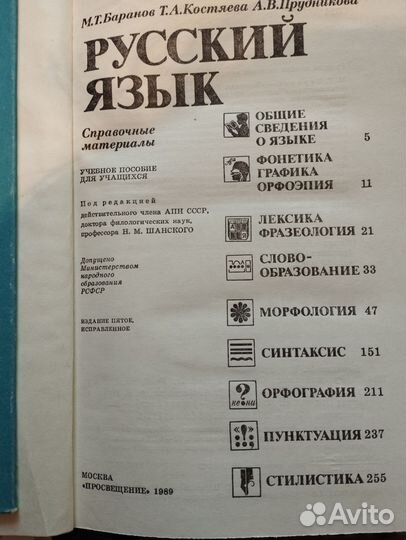 М.Т.Баранов Т.А.Костяева А.В.Прудникова
РУССКИЙ
ЯЗЫК
Справочные
материалы
УЧЕБНОЕ ПОСОБИЕ
ДЛЯ УЧАЩИХСЯ
Под редакцией
действительного члена АПН СССР,
доктора филологических наук,
профессора Н. М. ШАНСКОГО
Допущено
Министерством
народного
образования
РСФСР
ИЗДАНИЕ ПЯТОЕ,
ИСПРАВЛЕННОЕ
МОСКВА
«ПРОСВЕЩЕНИЕ» 1989
ОБЩИЕ
СВЕДЕНИЯ
О ЯЗЫКЕ 5
ФОНЕТИКА
ГРАФИКА
ОРФОЭПИЯ 11
ЛЕКСИКА
ФРАЗЕОЛОГИЯ 21
СЛОВО-
ОБРАЗОВАНИЕ 33
МОРФОЛОГИЯ 47
СИНТАКСИС 151
?
не ни
ОРФОГРАФИЯ 211
ПУНКТУАЦИЯ 237
СТИЛИСТИКА 255
Avito